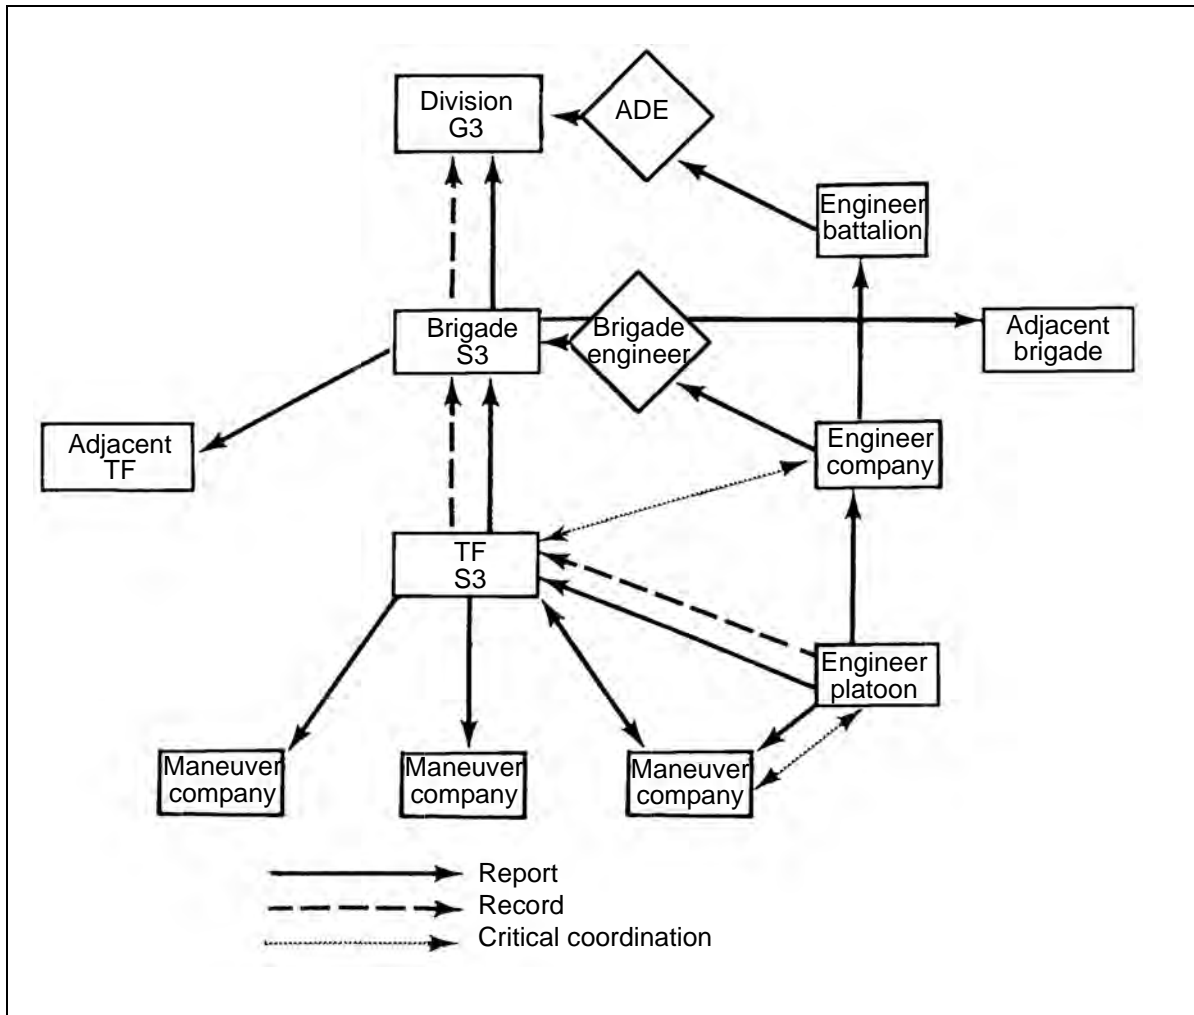 Division
G3
ADE
Engineer
battalion
Brigade
S3
Brigade
engineer
Adjacent
brigade
Adjacent
TF
Engineer
company
TF
S3
Engineer
platoon
Maneuver
company
Maneuver
company
Maneuver
company
Report
Record
Critical coordination